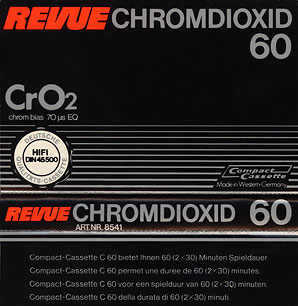 REVUE CHROMDIOXID
60
CrO2
chrom bias 70 µs EQ
DEUTSCHE
HIFI
DIN 45500
QUALITÄTS-CASSETTE
Compact
Cassette
Made in Western-Germany
REVUE CHROMDIOXID 60
ART.NR. 8541
Compact-Cassette C 60 bietet Ihnen 60 (2 × 30) Minuten Spieldauer.
Compact-Cassette C 60 permet une duree de 60 (2 × 30) minutes.
Compact-Cassette C 60 voor een spielduur van 60 (2 × 30) minuten.
Compact-Cassette C 60 della durata di 60 (2 × 30) minuti.